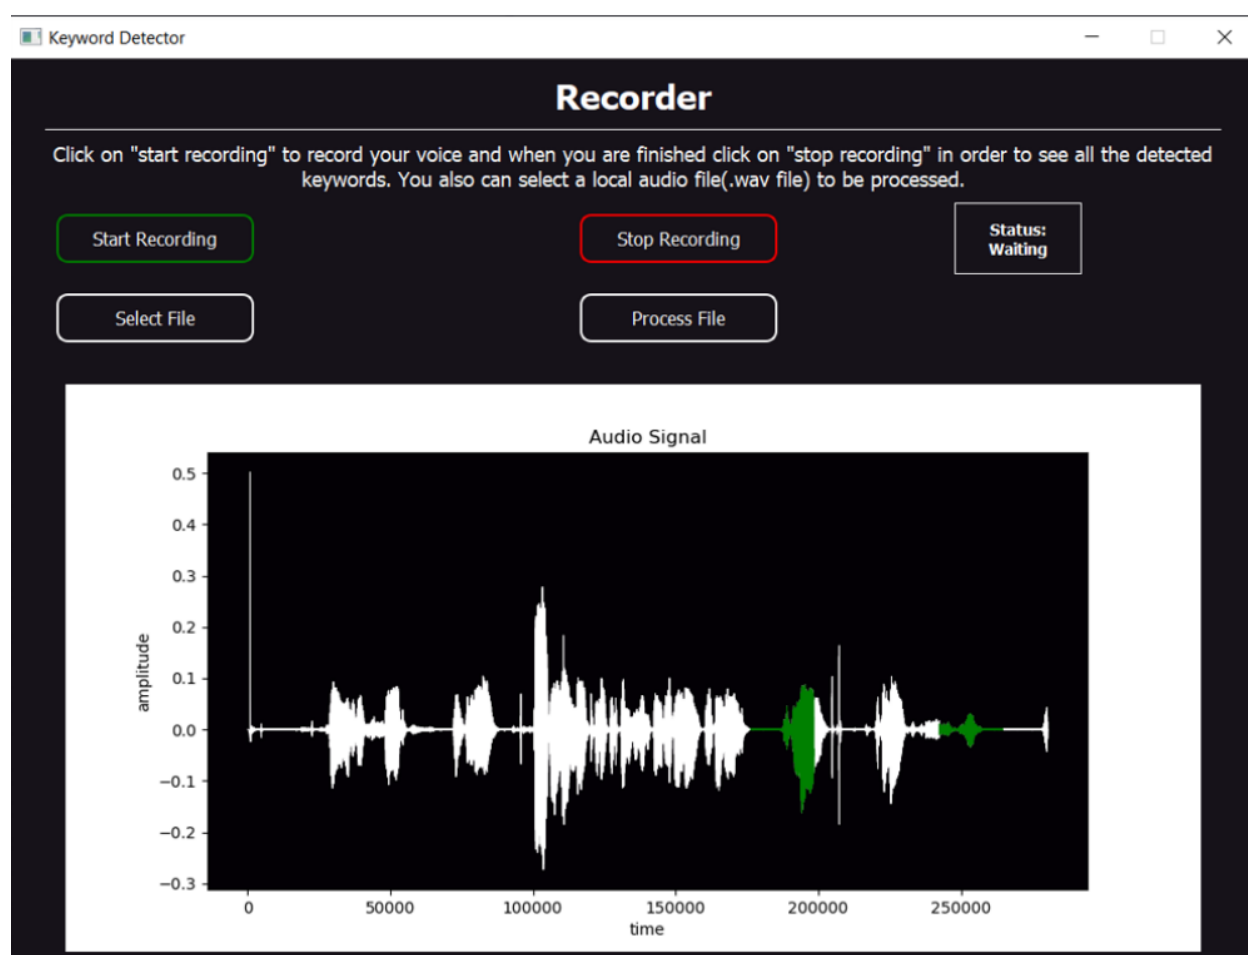 Keyword Detector
Recorder
Click on "start recording" to record your voice and when you are finished click on "stop recording" in order to see all the detected
keywords. You also can select a local audio file(.wav file) to be processed.
Start Recording
Stop Recording
Status:
Waiting
Select File
Process File
Audio Signal
0.5
0.4
0.3
0.2
0.1
0.0
−0.1
−0.2
−0.3
amplitude
0 50000 100000 150000 200000 250000
time